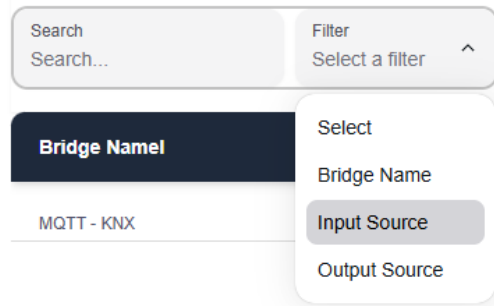 Search
Search...
Filter
Select a filter
Bridge Namel
MQTT - KNX
Select
Bridge Name
Input Source
Output Source